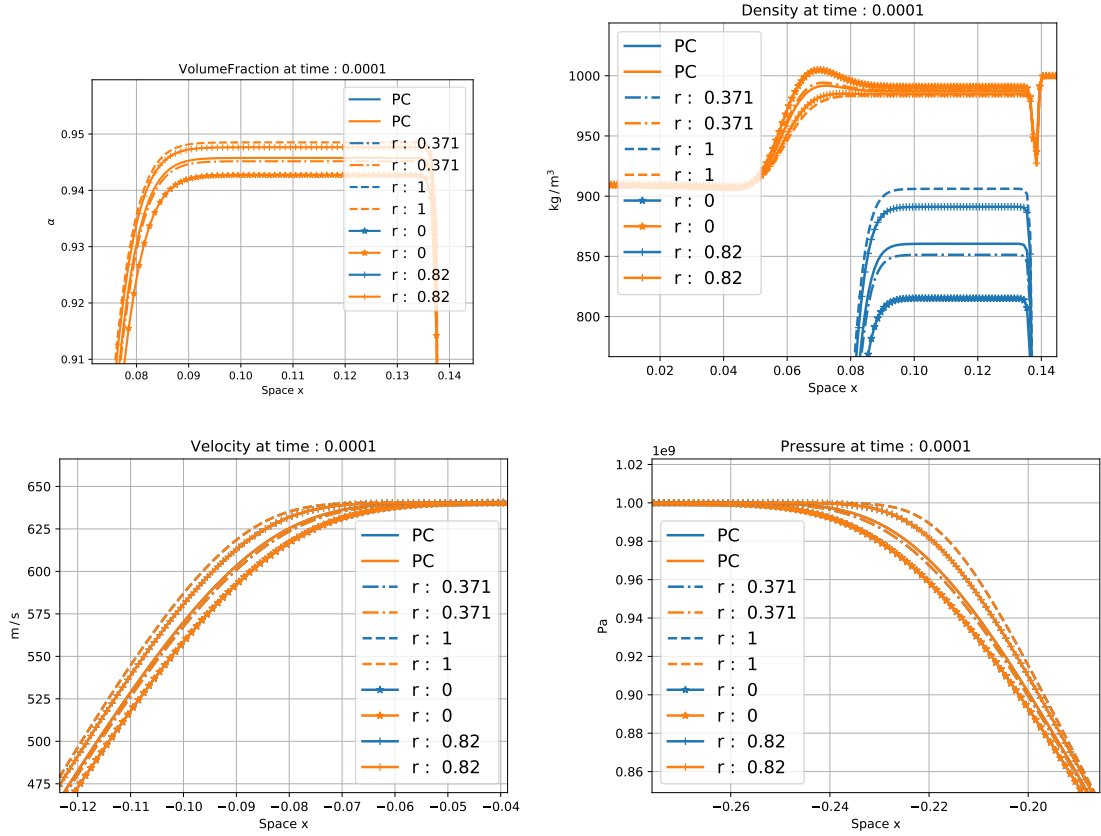 VolumeFraction at time : 0.0001
0.95
0.94
0.93
0.92
0.91
α
0.08
0.09
0.10
0.11
0.12
0.13
0.14
Space x
PC
PC
r : 0.371
r : 0.371
r : 1
r : 1
r : 0
r : 0
r : 0.82
r : 0.82
Density at time : 0.0001
1000
950
900
850
800
kg / m³
0.02
0.04
0.06
0.08
0.10
0.12
0.14
Space x
PC
PC
r : 0.371
r : 0.371
r : 1
r : 1
r : 0
r : 0
r : 0.82
r : 0.82
Velocity at time : 0.0001
650
625
600
575
550
525
500
475
m / s
−0.12
−0.11
−0.10
−0.09
−0.08
−0.07
−0.06
−0.05
−0.04
Space x
PC
PC
r : 0.371
r : 0.371
r : 1
r : 1
r : 0
r : 0
r : 0.82
r : 0.82
1e9
Pressure at time : 0.0001
1.02
1.00
0.98
0.96
0.94
0.92
0.90
0.88
0.86
Pa
−0.26
−0.24
−0.22
−0.20
Space x
PC
PC
r : 0.371
r : 0.371
r : 1
r : 1
r : 0
r : 0
r : 0.82
r : 0.82